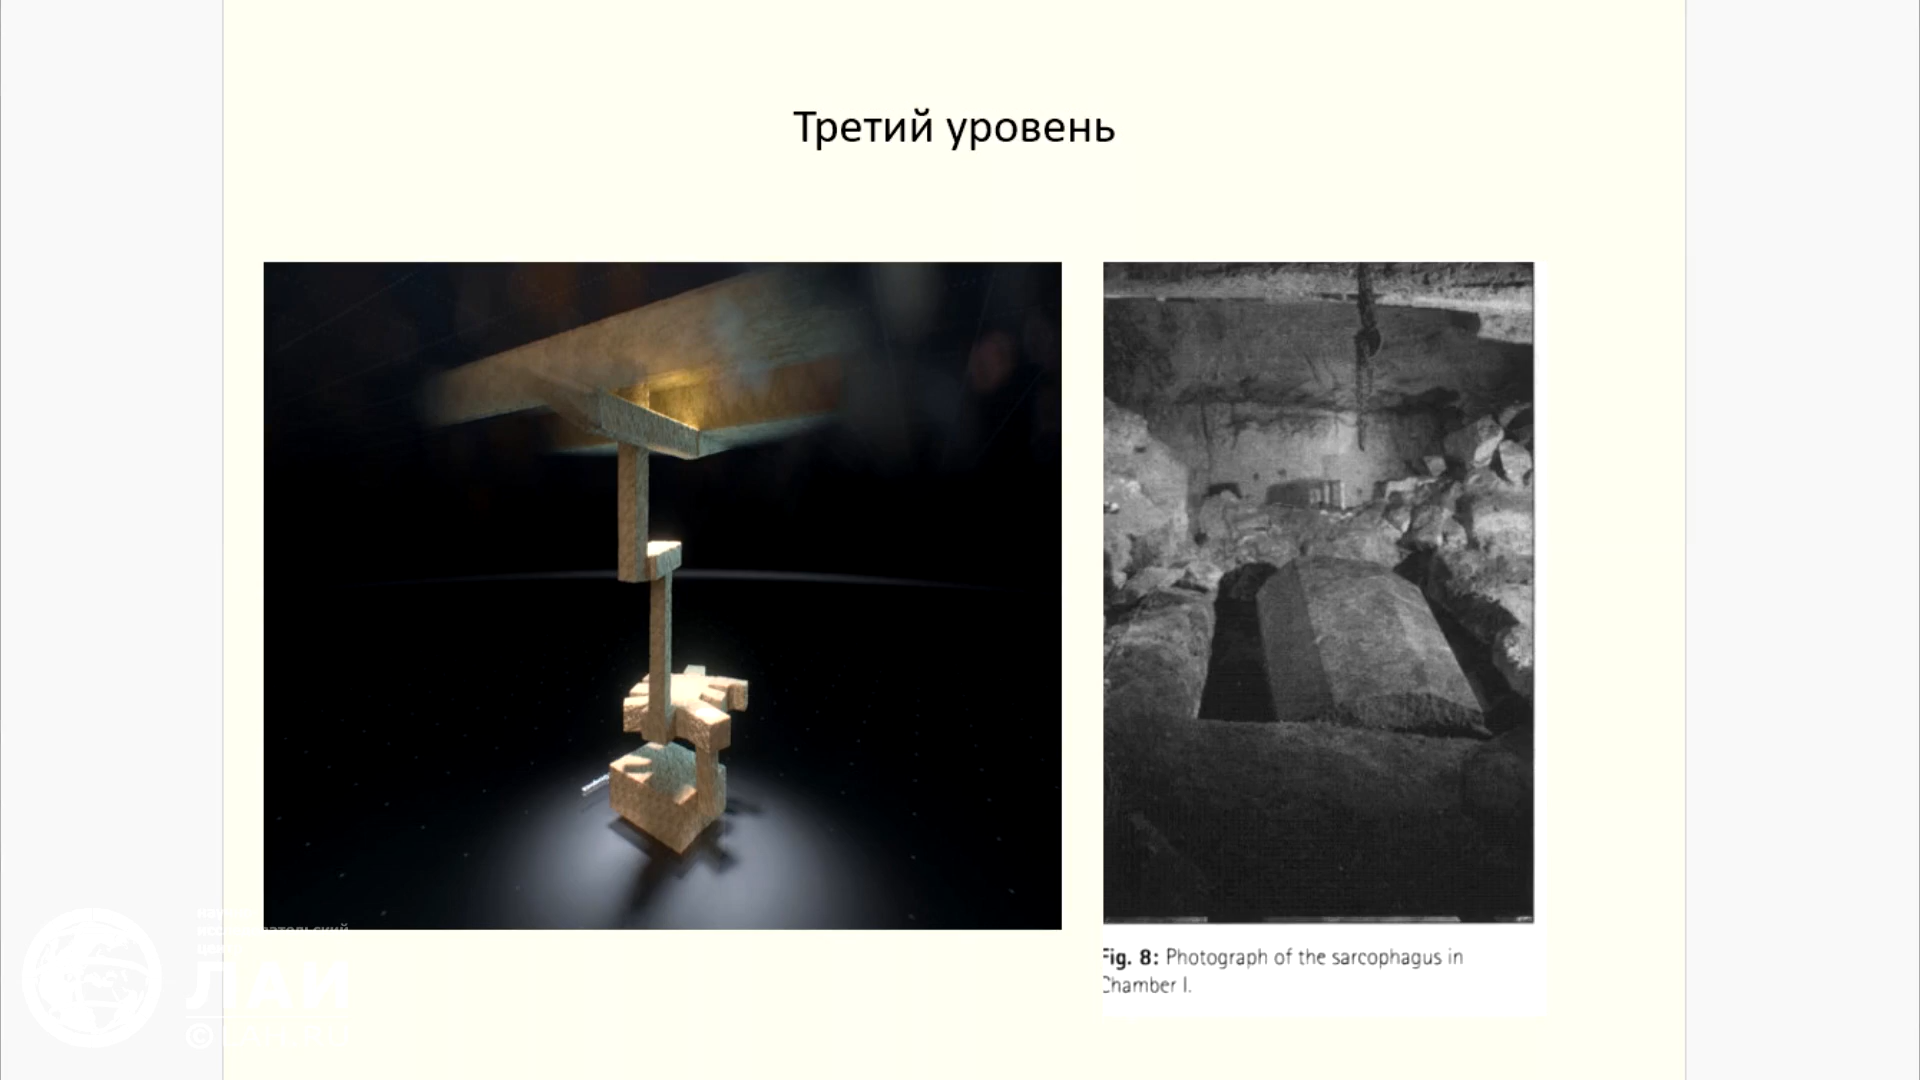 Третий уровень
Fig. 8: Photograph of the sarcophagus in
Chamber I.
ЛАИ